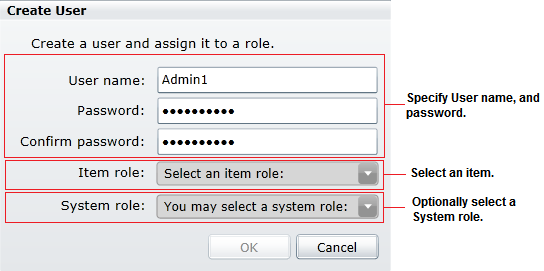 Create User
Create a user and assign it to a role.
User name: Admin1
Password: ●●●●●●●●●●
Confirm password: ●●●●●●●●●●
Specify User name, and
password.
Item role: Select an item role:
Select an item.
System role: You may select a system role:
Optionally select a
System role.
OK Cancel